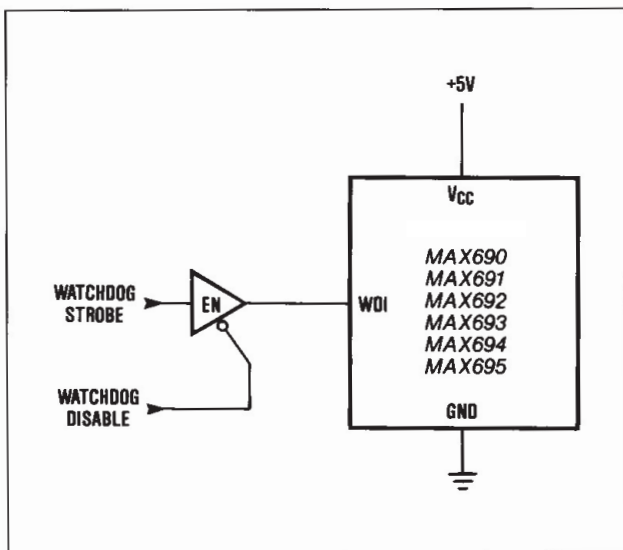 +5V
VCC
MAX690
MAX691
MAX692
MAX693
MAX694
MAX695
WATCHDOG
STROBE
EN
WDI
WATCHDOG
DISABLE
GND